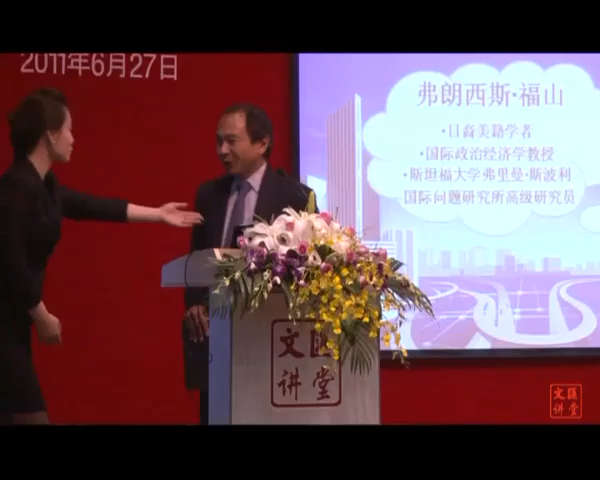 2011年6月27日
弗朗西斯·福山
•日裔美籍学者
•国际政治经济学教授
•斯坦福大学弗里曼·斯波利
国际问题研究所高级研究员
文匯
讲堂
文匯
讲堂